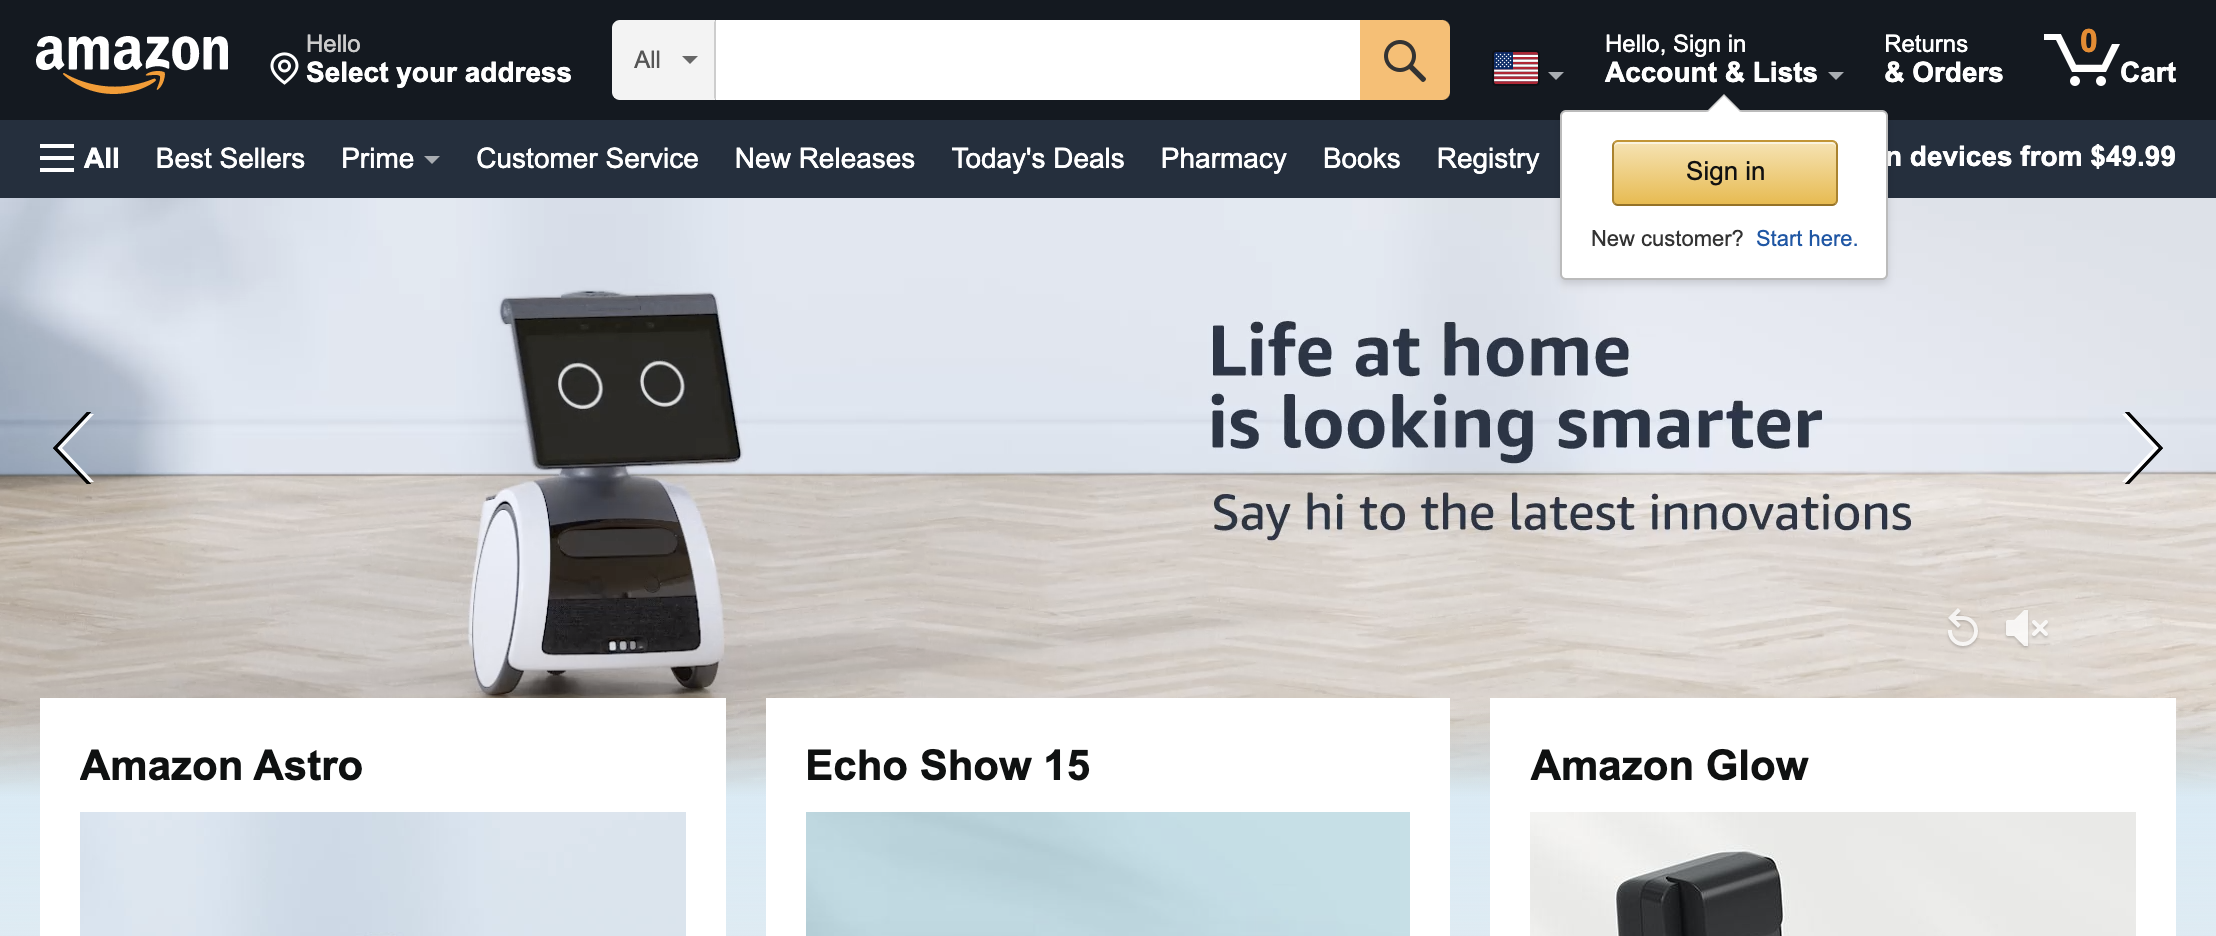 amazon
Hello
Select your address
All
Hello, Sign in
Account & Lists
Returns
& Orders
0
Cart
All
Best Sellers
Prime
Customer Service
New Releases
Today's Deals
Pharmacy
Books
Registry
n devices from $49.99
Sign in
New customer? Start here.
Life at home
is looking smarter
Say hi to the latest innovations
Amazon Astro
Echo Show 15
Amazon Glow